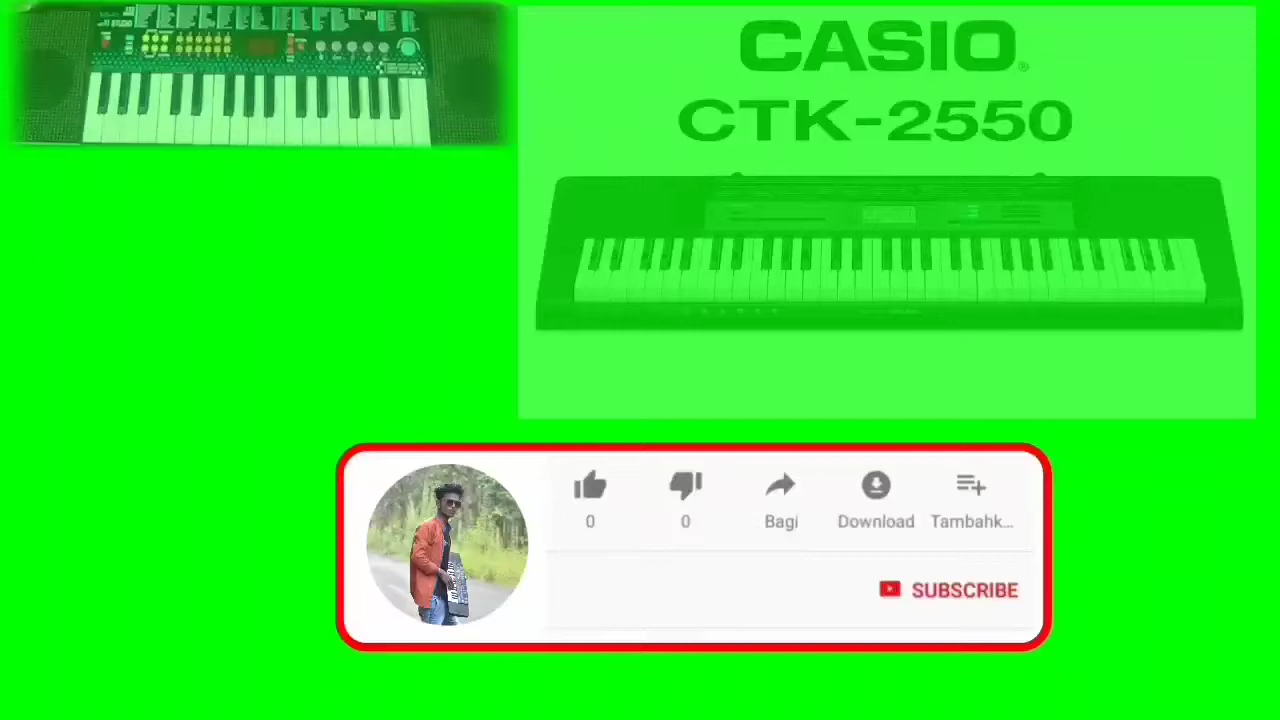 CASIO®
CTK-2550
0
0
Bagi
Download
Tambahk...
SUBSCRIBE